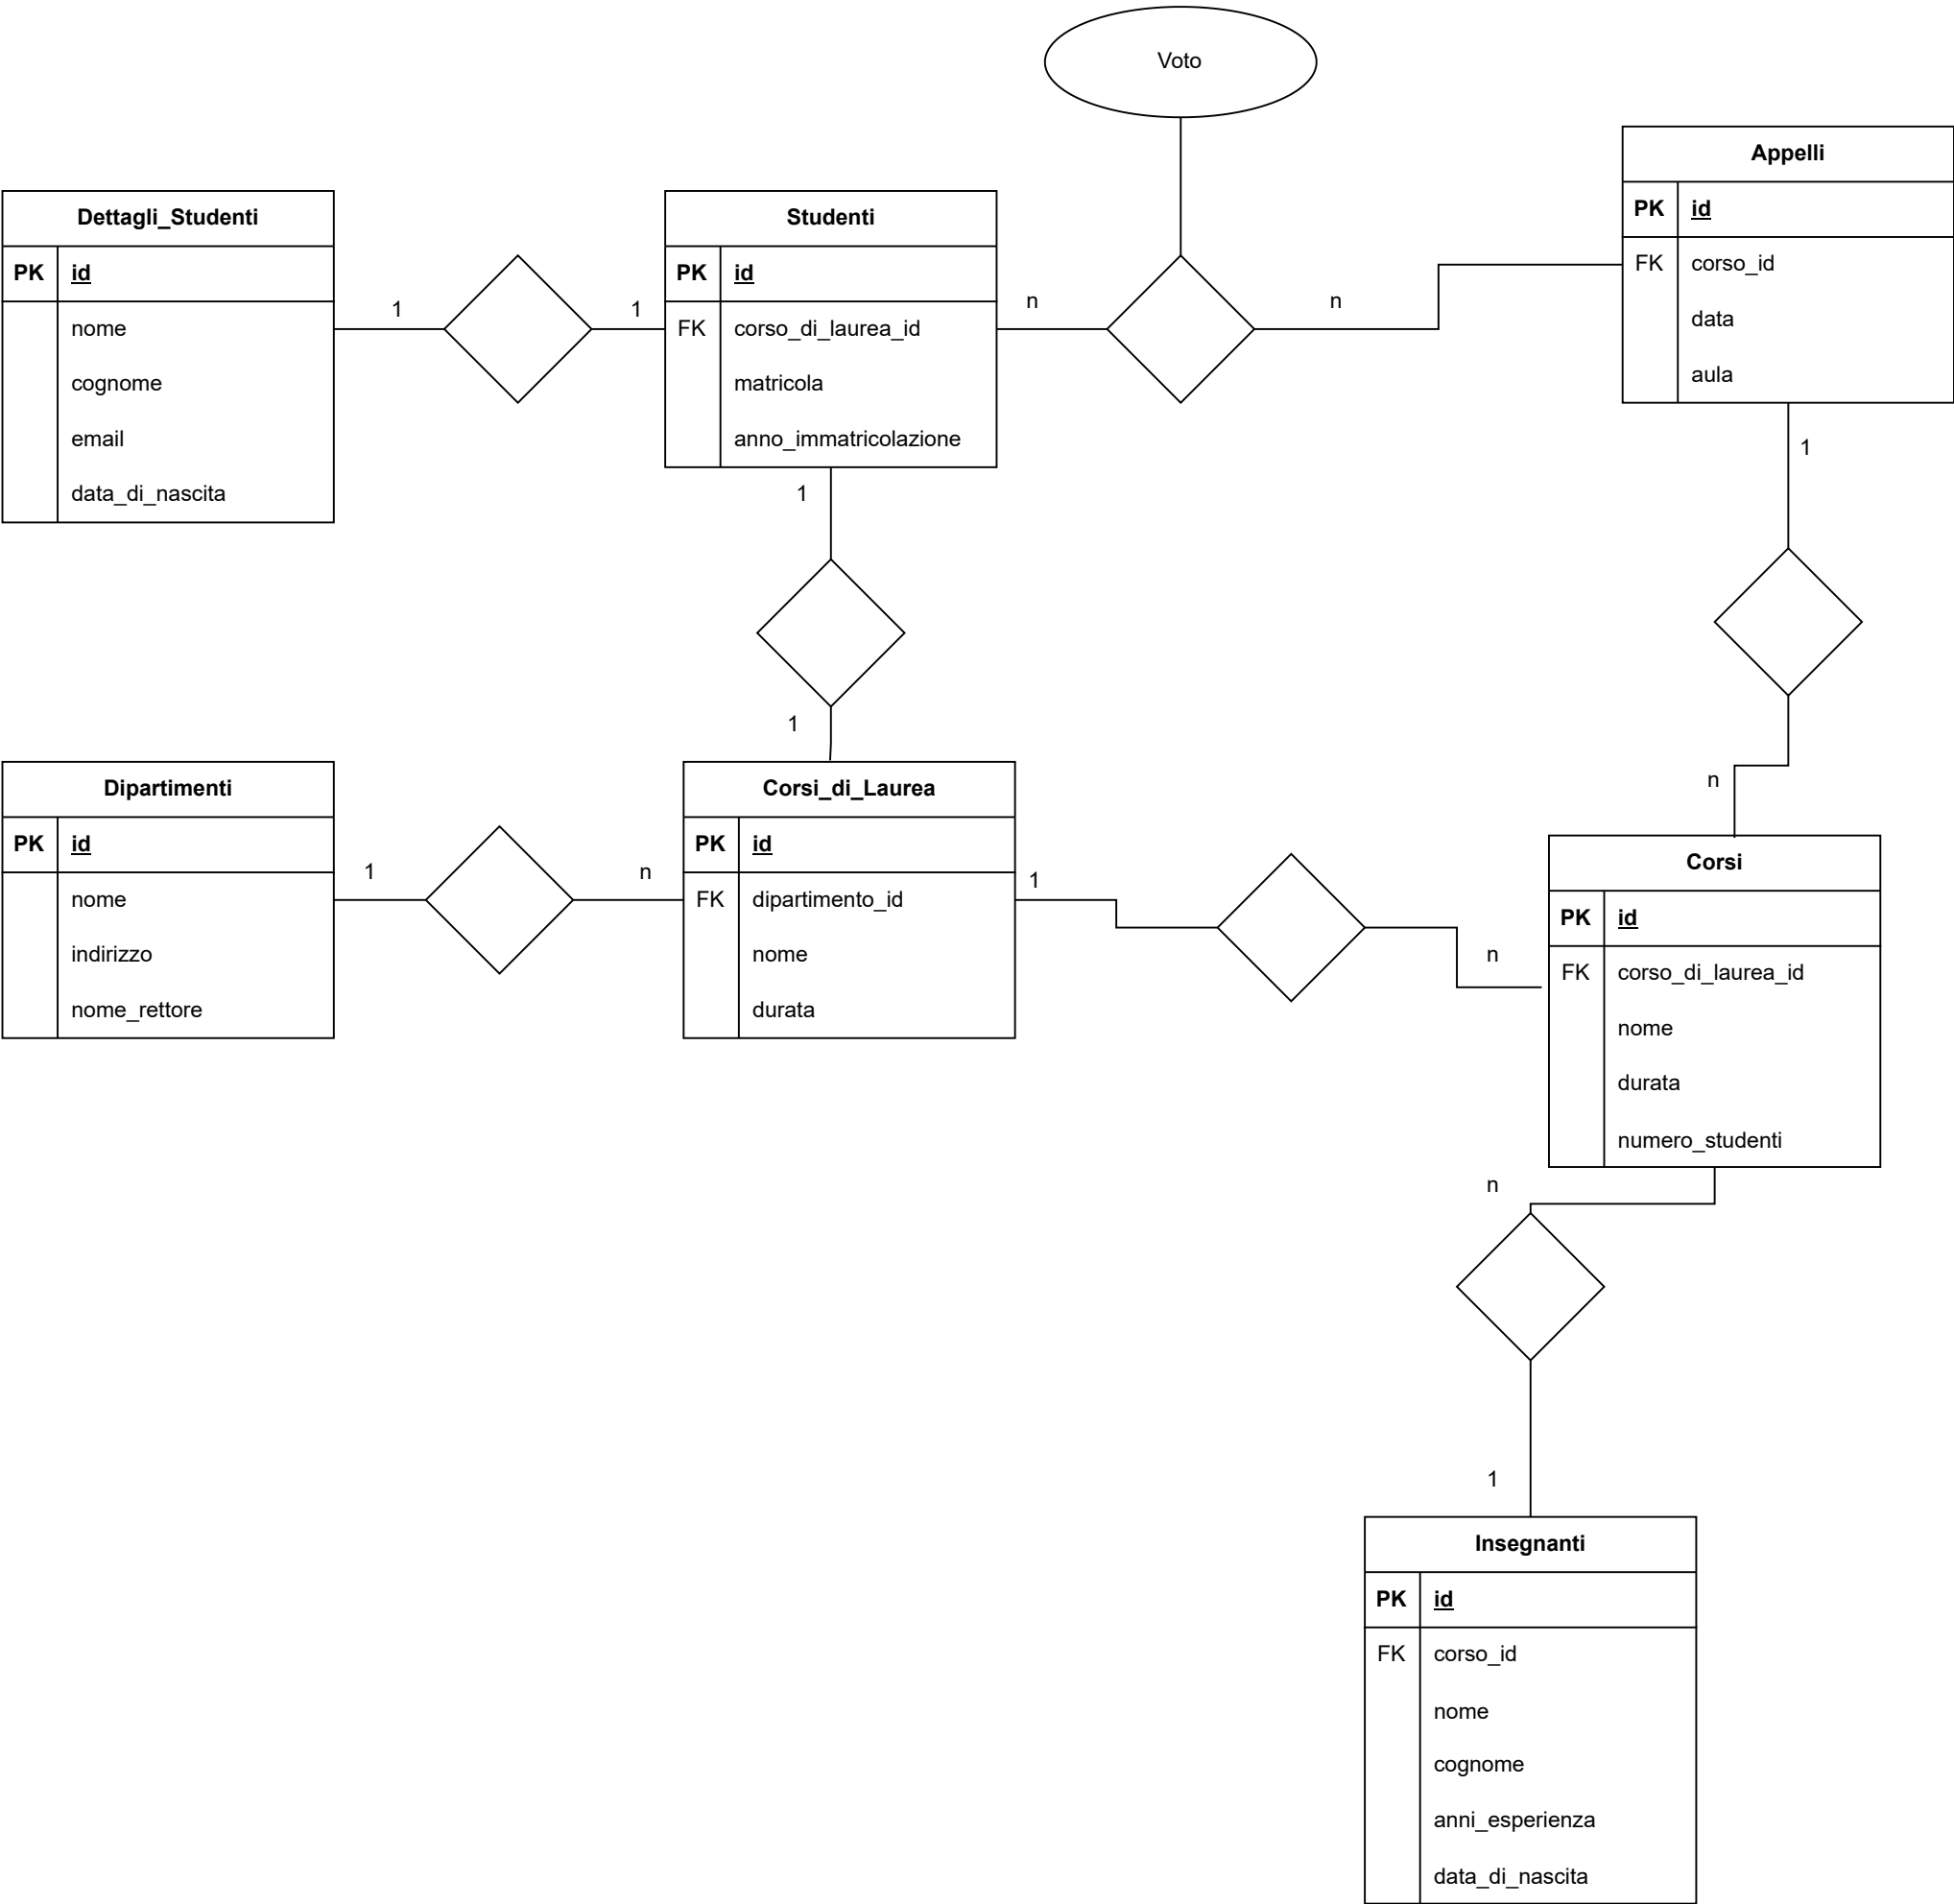 Voto
Appelli
PK id
FK corso_id
data
aula
Dettagli_Studenti
PK id
nome
cognome
email
data_di_nascita
1
1
Studenti
PK id
FK corso_di_laurea_id
matricola
anno_immatricolazione
n
n
1
1
1
n
Dipartimenti
PK id
nome
indirizzo
nome_rettore
1
n
Corsi_di_Laurea
PK id
FK dipartimento_id
nome
durata
1
n
Corsi
PK id
FK corso_di_laurea_id
nome
durata
numero_studenti
n
1
Insegnanti
PK id
FK corso_id
nome
cognome
anni_esperienza
data_di_nascita